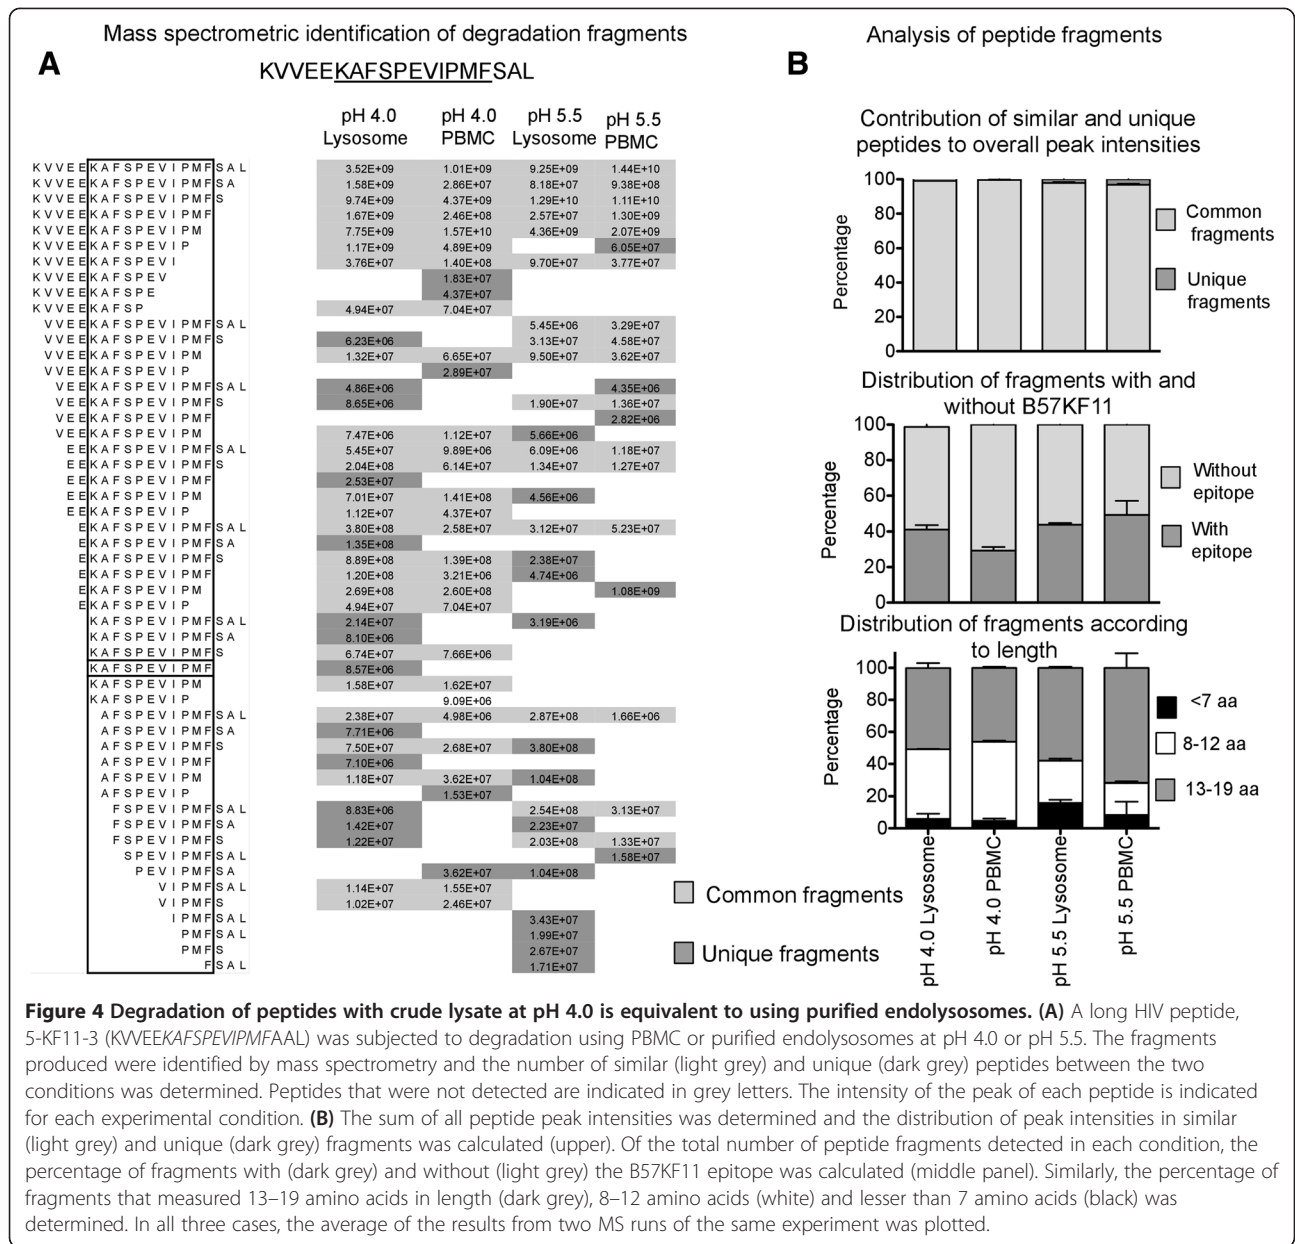 Mass spectrometric identification of degradation fragments
A
KVVEEKAFSPEVIPMFSAL
pH 4.0 Lysosome pH 4.0 PBMC pH 5.5 Lysosome pH 5.5 PBMC
KVVEEKAFSPEVIPMFSAL 3.52E+09 1.01E+09 9.25E+09 1.44E+10
KVVEEKAFSPEVIPMFSA 1.58E+09 2.86E+07 8.18E+07 9.38E+08
KVVEEKAFSPEVIPMFS 9.74E+09 4.37E+09 1.29E+10 1.11E+10
KVVEEKAFSPEVIPMF 1.67E+09 2.46E+08 2.57E+07 1.30E+09
KVVEEKAFSPEVIPM 7.75E+09 1.57E+10 4.36E+09 2.07E+09
KVVEEKAFSPEVIP 1.17E+09 4.89E+09 6.05E+07
KVVEEKAFSPEVI 3.76E+07 1.40E+08 9.70E+07 3.77E+07
KVVEEKAFSPEV 1.83E+07
KVVEEKAFSPE 4.37E+07
KVVEEKAFSP 4.94E+07 7.04E+07
VVEEKAFSPEVIPMFSAL 5.45E+06 3.29E+07
VVEEKAFSPEVIPMFS 6.23E+06 3.13E+07 4.58E+07
VVEEKAFSPEVIPM 1.32E+07 6.65E+07 9.50E+07 3.62E+07
VVEEKAFSPEVIP 2.89E+07
VEEKAFSPEVIPMFSAL 4.86E+06 4.35E+06
VEEKAFSPEVIPMFS 8.65E+06 1.90E+07 1.36E+07
VEEKAFSPEVIPMF 2.82E+06
VEEKAFSPEVIPM 7.47E+06 1.12E+07 5.66E+06
EEKAFSPEVIPMFSAL 5.45E+07 9.89E+06 6.09E+06 1.18E+07
EEKAFSPEVIPMFS 2.04E+08 6.14E+07 1.34E+07 1.27E+07
EEKAFSPEVIPMF 2.53E+07
EEKAFSPEVIPM 7.01E+07 1.41E+08 4.56E+06
EEKAFSPEVIP 1.12E+07 4.37E+07
EKAFSPEVIPMFSAL 3.80E+08 2.58E+07 3.12E+07 5.23E+07
EKAFSPEVIPMFSA 1.35E+08
EKAFSPEVIPMFS 8.89E+08 1.39E+08 2.38E+07
EKAFSPEVIPMF 1.20E+08 3.21E+06 4.74E+06
EKAFSPEVIPM 2.69E+08 2.60E+08 1.08E+09
EKAFSPEVIP 4.94E+07 7.04E+07
KAFSPEVIPMFSAL 2.14E+07 3.19E+06
KAFSPEVIPMFSA 8.10E+06
KAFSPEVIPMFS 6.74E+07 7.66E+06
KAFSPEVIPMF 8.57E+06
KAFSPEVIPM 1.58E+07 1.62E+07
KAFSPEVIP 9.09E+06
AFSPEVIPMFSAL 2.38E+07 4.98E+06 2.87E+08 1.66E+06
AFSPEVIPMFSA 7.71E+06
AFSPEVIPMFS 7.50E+07 2.68E+07 3.80E+08
AFSPEVIPMF 7.10E+06
AFSPEVIPM 1.18E+07 3.62E+07 1.04E+08
AFSPEVIP 1.53E+07
FSPEVIPMFSAL 8.83E+06 2.54E+08 3.13E+07
FSPEVIPMFSA 1.42E+07 2.23E+07
FSPEVIPMFS 1.22E+07 2.03E+08 1.33E+07
SPEVIPMFSAL 1.58E+07
PEVIPMFSA 3.62E+07 1.04E+08
VIPMFSAL 1.14E+07 1.55E+07
VIPMFS 1.02E+07 2.46E+07
IPMFSAL 3.43E+07
PMFSAL 1.99E+07
PMFS 2.67E+07
FSAL 1.71E+07
Common fragments
Unique fragments
Analysis of peptide fragments
B
Contribution of similar and unique
peptides to overall peak intensities
Percentage
100
80
60
40
20
0
Common
fragments
Unique
fragments
Distribution of fragments with and
without B57KF11
Percentage
100
80
60
40
20
0
Without
epitope
With
epitope
Distribution of fragments according
to length
Percentage
100
80
60
40
20
0
<7 aa
8-12 aa
13-19 aa
pH 4.0 Lysosome
pH 4.0 PBMC
pH 5.5 Lysosome
pH 5.5 PBMC
Figure 4 Degradation of peptides with crude lysate at pH 4.0 is equivalent to using purified endolysosomes. (A) A long HIV peptide,
5-KF11-3 (KVVEEKAFSPEVIPMFAAL) was subjected to degradation using PBMC or purified endolysosomes at pH 4.0 or pH 5.5. The fragments
produced were identified by mass spectrometry and the number of similar (light grey) and unique (dark grey) peptides between the two
conditions was determined. Peptides that were not detected are indicated in grey letters. The intensity of the peak of each peptide is indicated
for each experimental condition. (B) The sum of all peptide peak intensities was determined and the distribution of peak intensities in similar
(light grey) and unique (dark grey) fragments was calculated (upper). Of the total number of peptide fragments detected in each condition, the
percentage of fragments with (dark grey) and without (light grey) the B57KF11 epitope was calculated (middle panel). Similarly, the percentage of
fragments that measured 13–19 amino acids in length (dark grey), 8–12 amino acids (white) and lesser than 7 amino acids (black) was
determined. In all three cases, the average of the results from two MS runs of the same experiment was plotted.